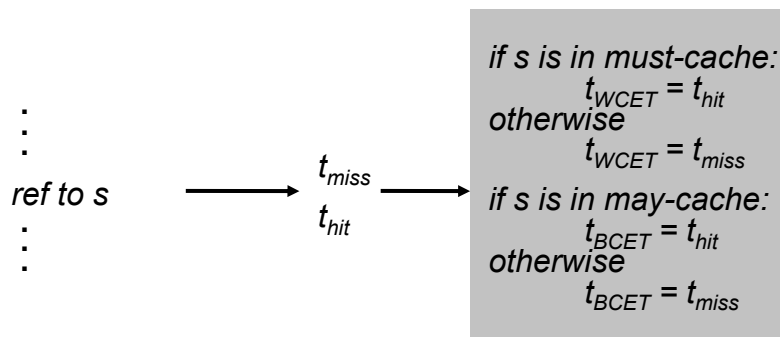 .
.
.
ref to s
.
.
.
t_miss
t_hit
if s is in must-cache:
t_WCET = t_hit
otherwise
t_WCET = t_miss
if s is in may-cache:
t_BCET = t_hit
otherwise
t_BCET = t_miss